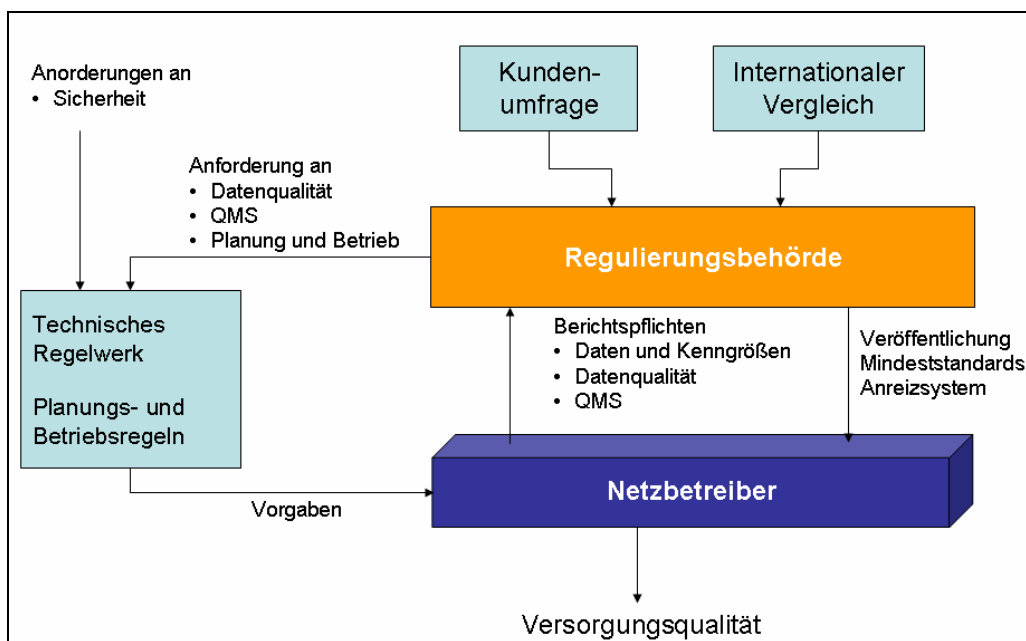 Anorderungen an
• Sicherheit
Kunden-
umfrage
Internationaler
Vergleich
Anforderung an
• Datenqualität
• QMS
• Planung und Betrieb
Regulierungsbehörde
Technisches
Regelwerk
Planungs- und
Betriebsregeln
Berichtspflichten
• Daten und Kenngrößen
• Datenqualität
• QMS
Veröffentlichung
Mindeststandards
Anreizsystem
Netzbetreiber
Vorgaben
Versorgungsqualität